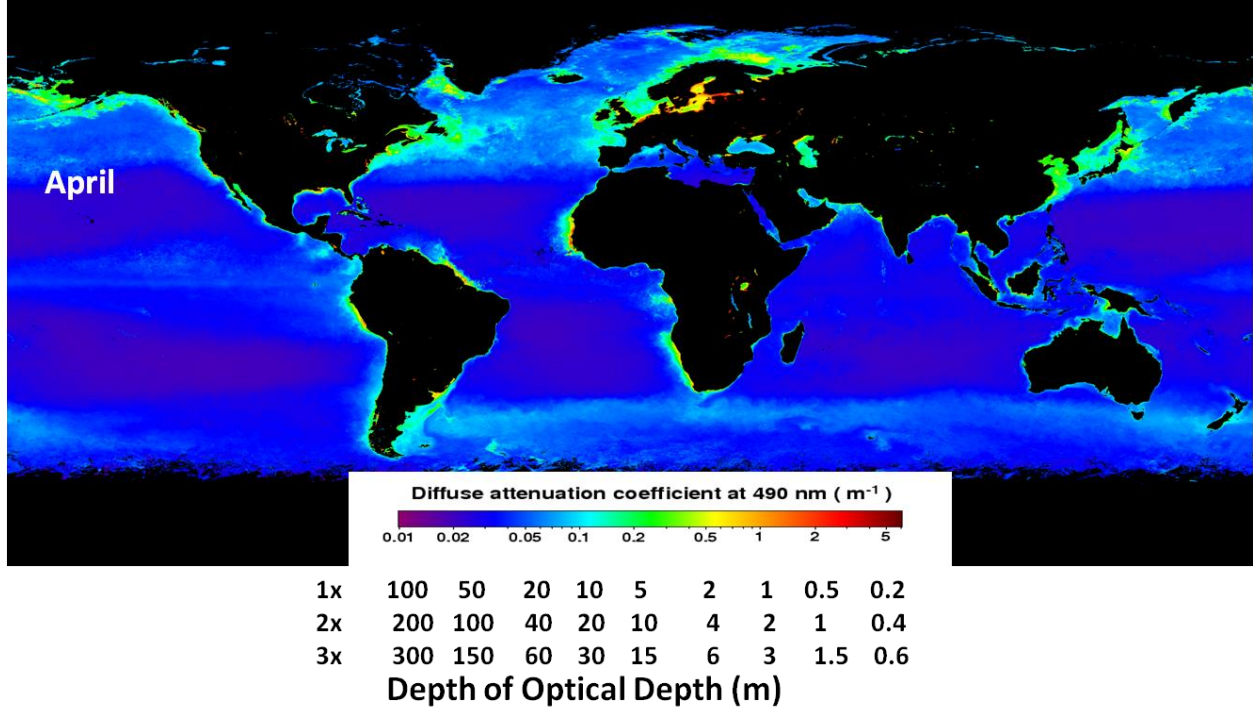 April
Diffuse attenuation coefficient at 490 nm ( m⁻¹ )
0.01 0.02 0.05 0.1 0.2 0.5 1 2 5
1x 100 50 20 10 5 2 1 0.5 0.2
2x 200 100 40 20 10 4 2 1 0.4
3x 300 150 60 30 15 6 3 1.5 0.6
Depth of Optical Depth (m)